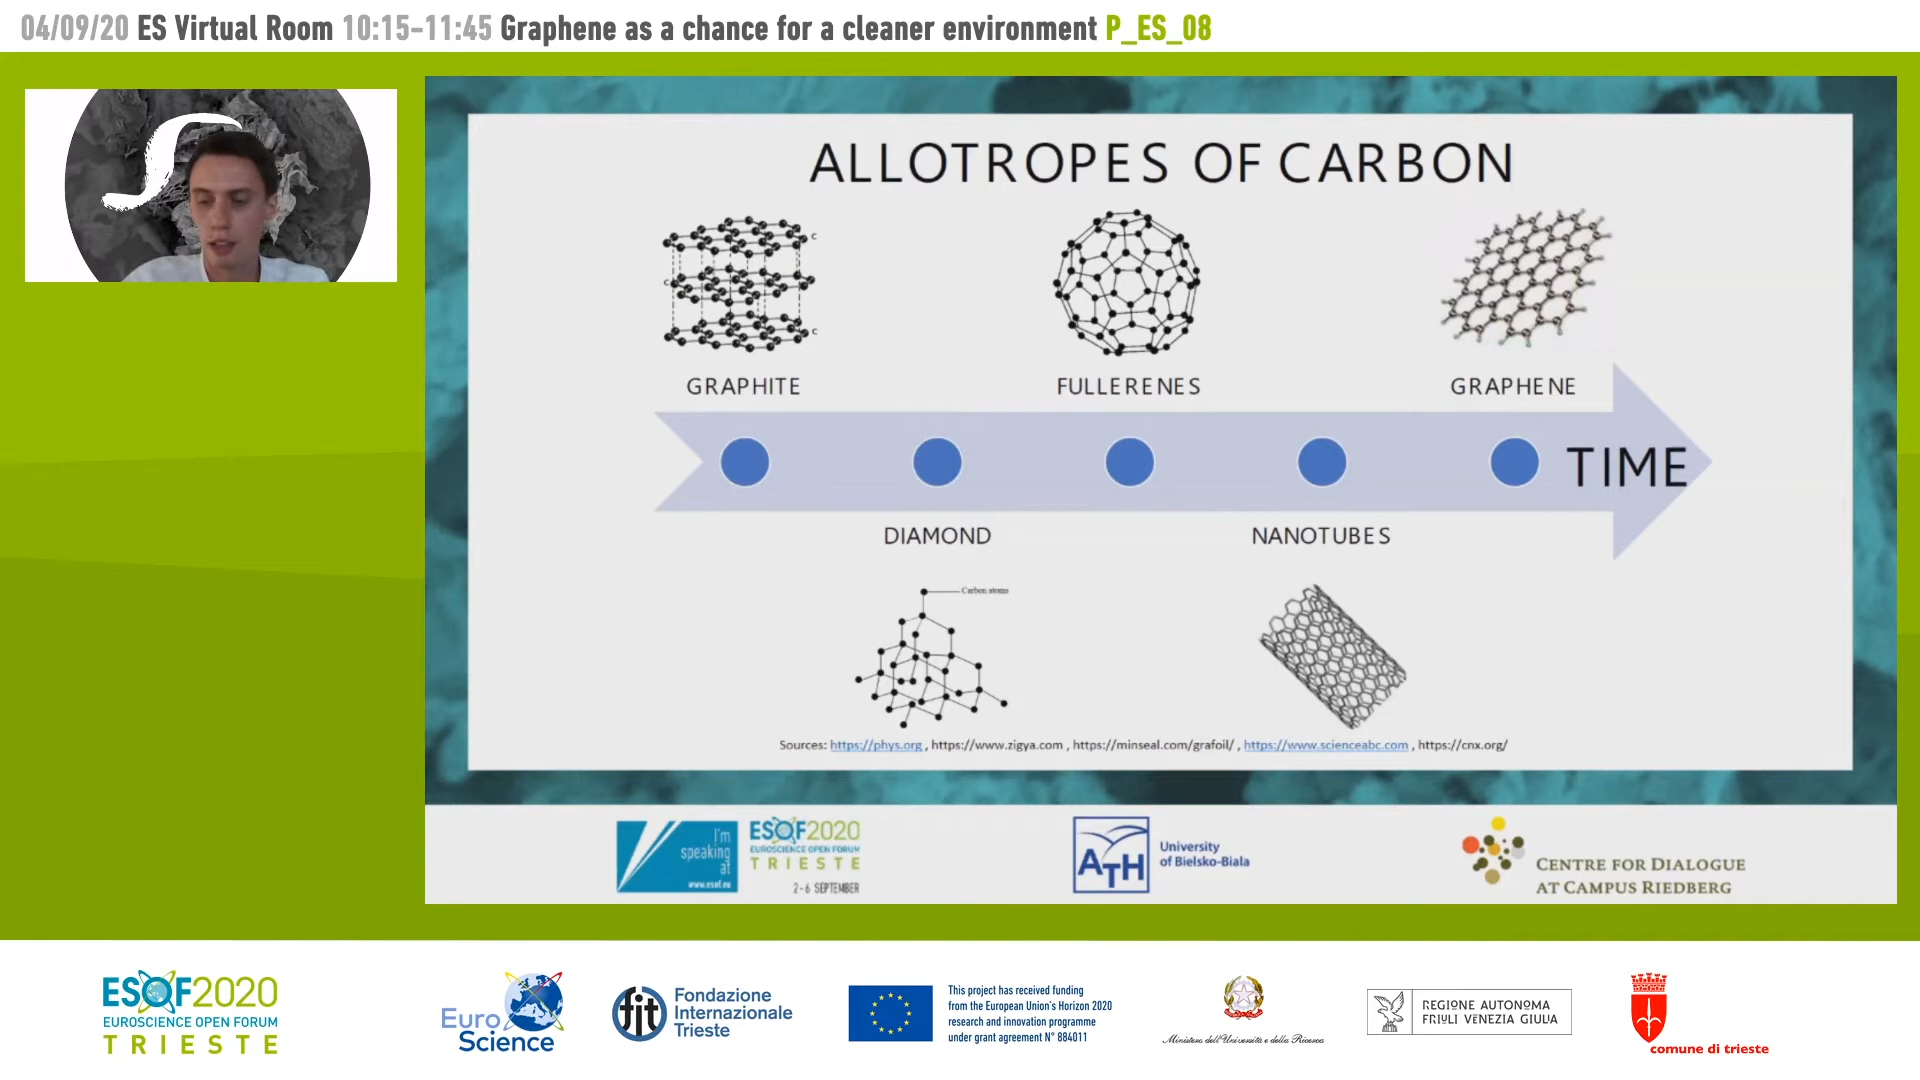 04/09/20 ES Virtual Room 10:15-11:45 Graphene as a chance for a cleaner environment P_ES_08
ALLOTROPES OF CARBON
c
c
c
GRAPHITE
FULLERENES
GRAPHENE
TIME
DIAMOND
NANOTUBES
Carbon atoms
Sources: https://phys.org , https://www.zigya.com , https://minseal.com/grafoil/ , https://www.scienceabc.com , https://cnx.org/
I'm
speaking
at
www.esof.eu
ESOF2020
EUROSCIENCE OPEN FORUM
TRIESTE
2-6 SEPTEMBER
ATH
University
of Bielsko-Biala
CENTRE FOR DIALOGUE
AT CAMPUS RIEDBERG
ESOF2020
EUROSCIENCE OPEN FORUM
TRIESTE
Euro
Science
fit
Fondazione
Internazionale
Trieste
This project has received funding
from the European Union's Horizon 2020
research and innovation programme
under grant agreement N° 884011
Ministero dell'Università e della Ricerca
REGIONE AUTONOMA
FRIULI VENEZIA GIULIA
comune di trieste